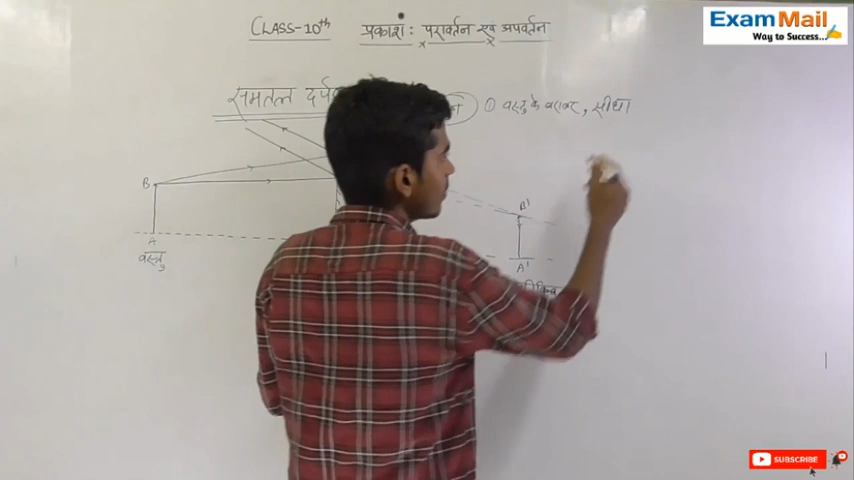 CLASS-10th प्रकाश : परावर्तन एवं अपवर्तन
समतल
① वस्तु के बराबर, सीधा
B
A
वस्तु
B'
A'
Exam Mail
Way to Success...
SUBSCRIBE